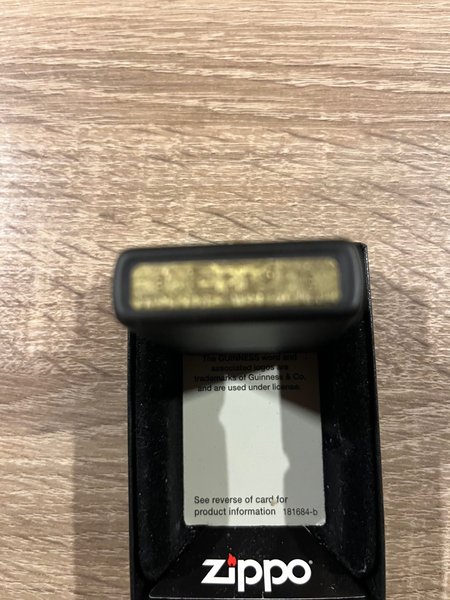 The GUINNESS word and
associated logos are
trademarks of Guinness & Co.
and are used under license.
See reverse of card for
product information 181684-b
zippo